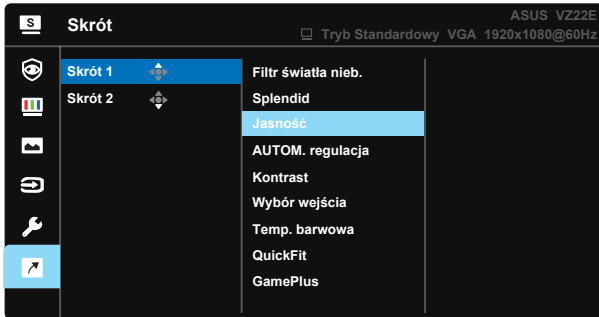 S
Skrót
ASUS VZ22E
Tryb Standardowy VGA 1920x1080@60Hz
Skrót 1
Skrót 2
Filtr światła nieb.
Splendid
Jasność
AUTOM. regulacja
Kontrast
Wybór wejścia
Temp. barwowa
QuickFit
GamePlus